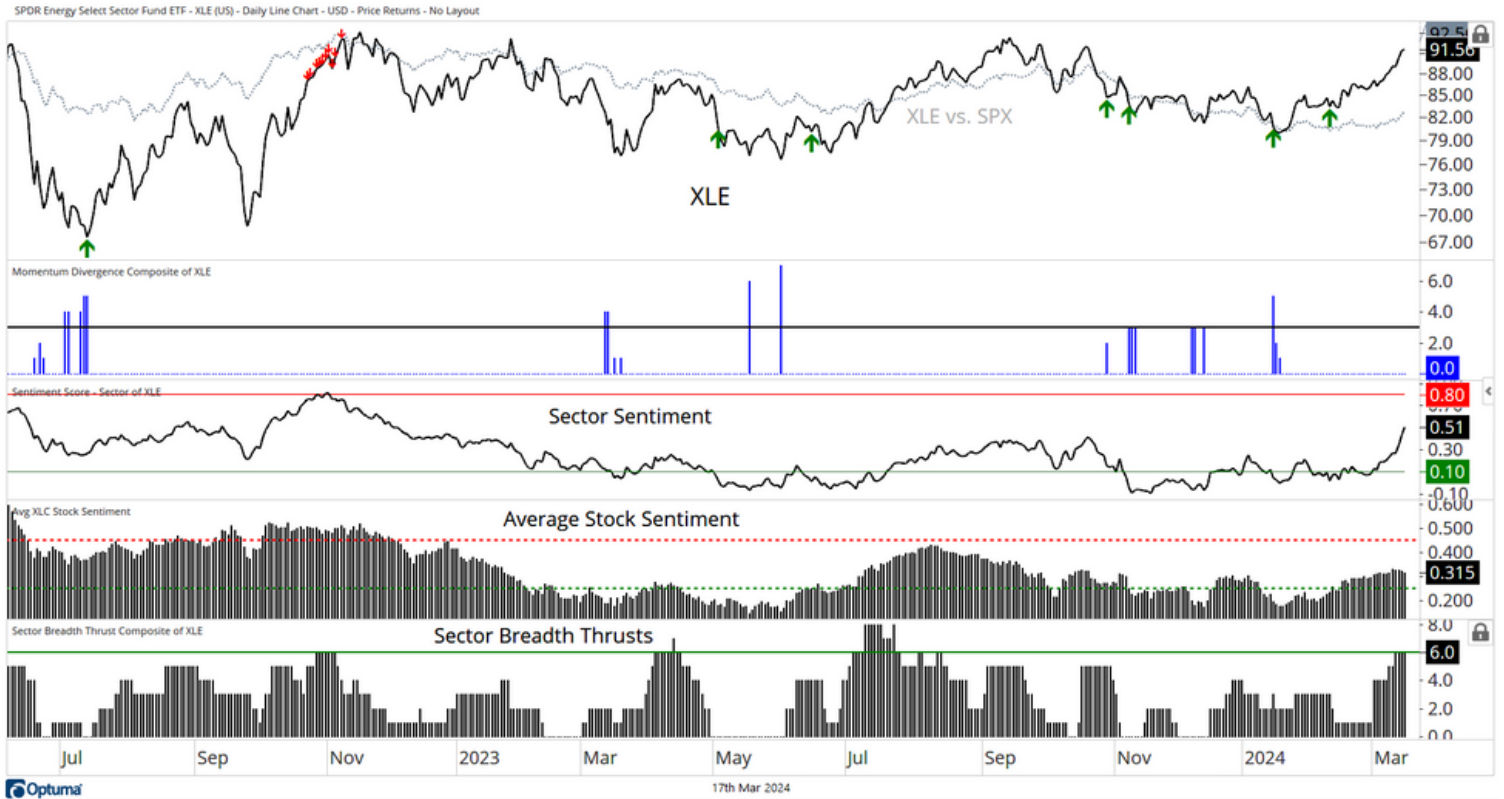 SPDR Energy Select Sector Fund ETF - XLE (US) - Daily Line Chart - USD - Price Returns - No Layout
91.56
88.00
85.00
82.00
79.00
76.00
73.00
70.00
67.00
XLE vs. SPX
XLE
Momentum Divergence Composite of XLE
6.0
4.0
2.0
0.0
Sentiment Score - Sector of XLE
Sector Sentiment
0.80
0.51
0.30
0.10
-0.10
Avg XLC Stock Sentiment
Average Stock Sentiment
0.600
0.500
0.400
0.315
0.200
Sector Breadth Thrust Composite of XLE
Sector Breadth Thrusts
8.0
6.0
4.0
2.0
0.0
Jul Sep Nov 2023 Mar May Jul Sep Nov 2024 Mar
Optuma
17th Mar 2024